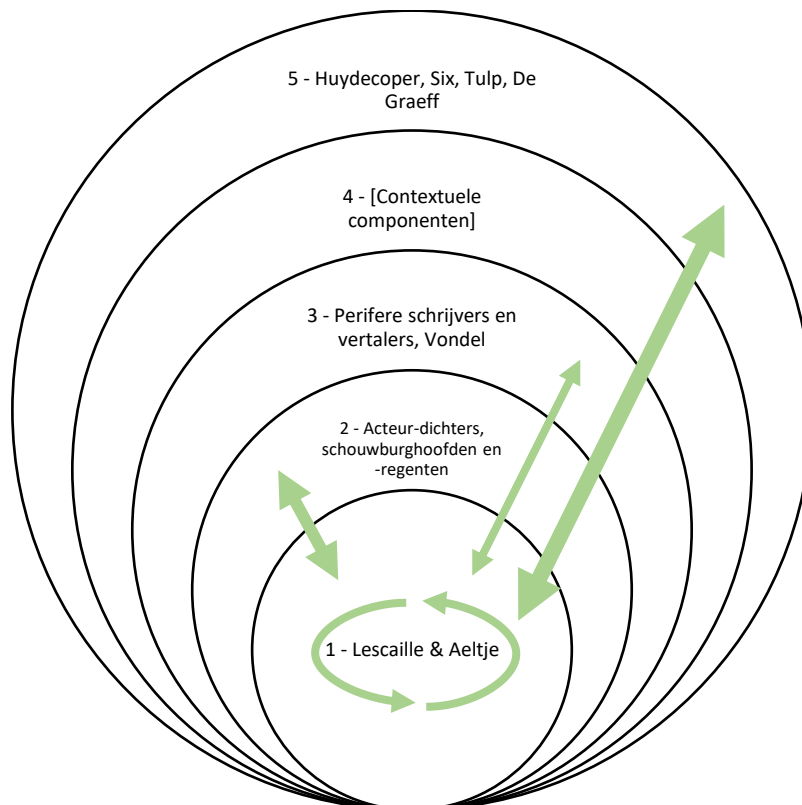 5 - Huydecoper, Six, Tulp, De
Graeff
4 - [Contextuele
componenten]
3 - Perifere schrijvers en
vertalers, Vondel
2 - Acteur-dichters,
schouwburghoofden en
-regenten
1 - Lescaille & Aeltje